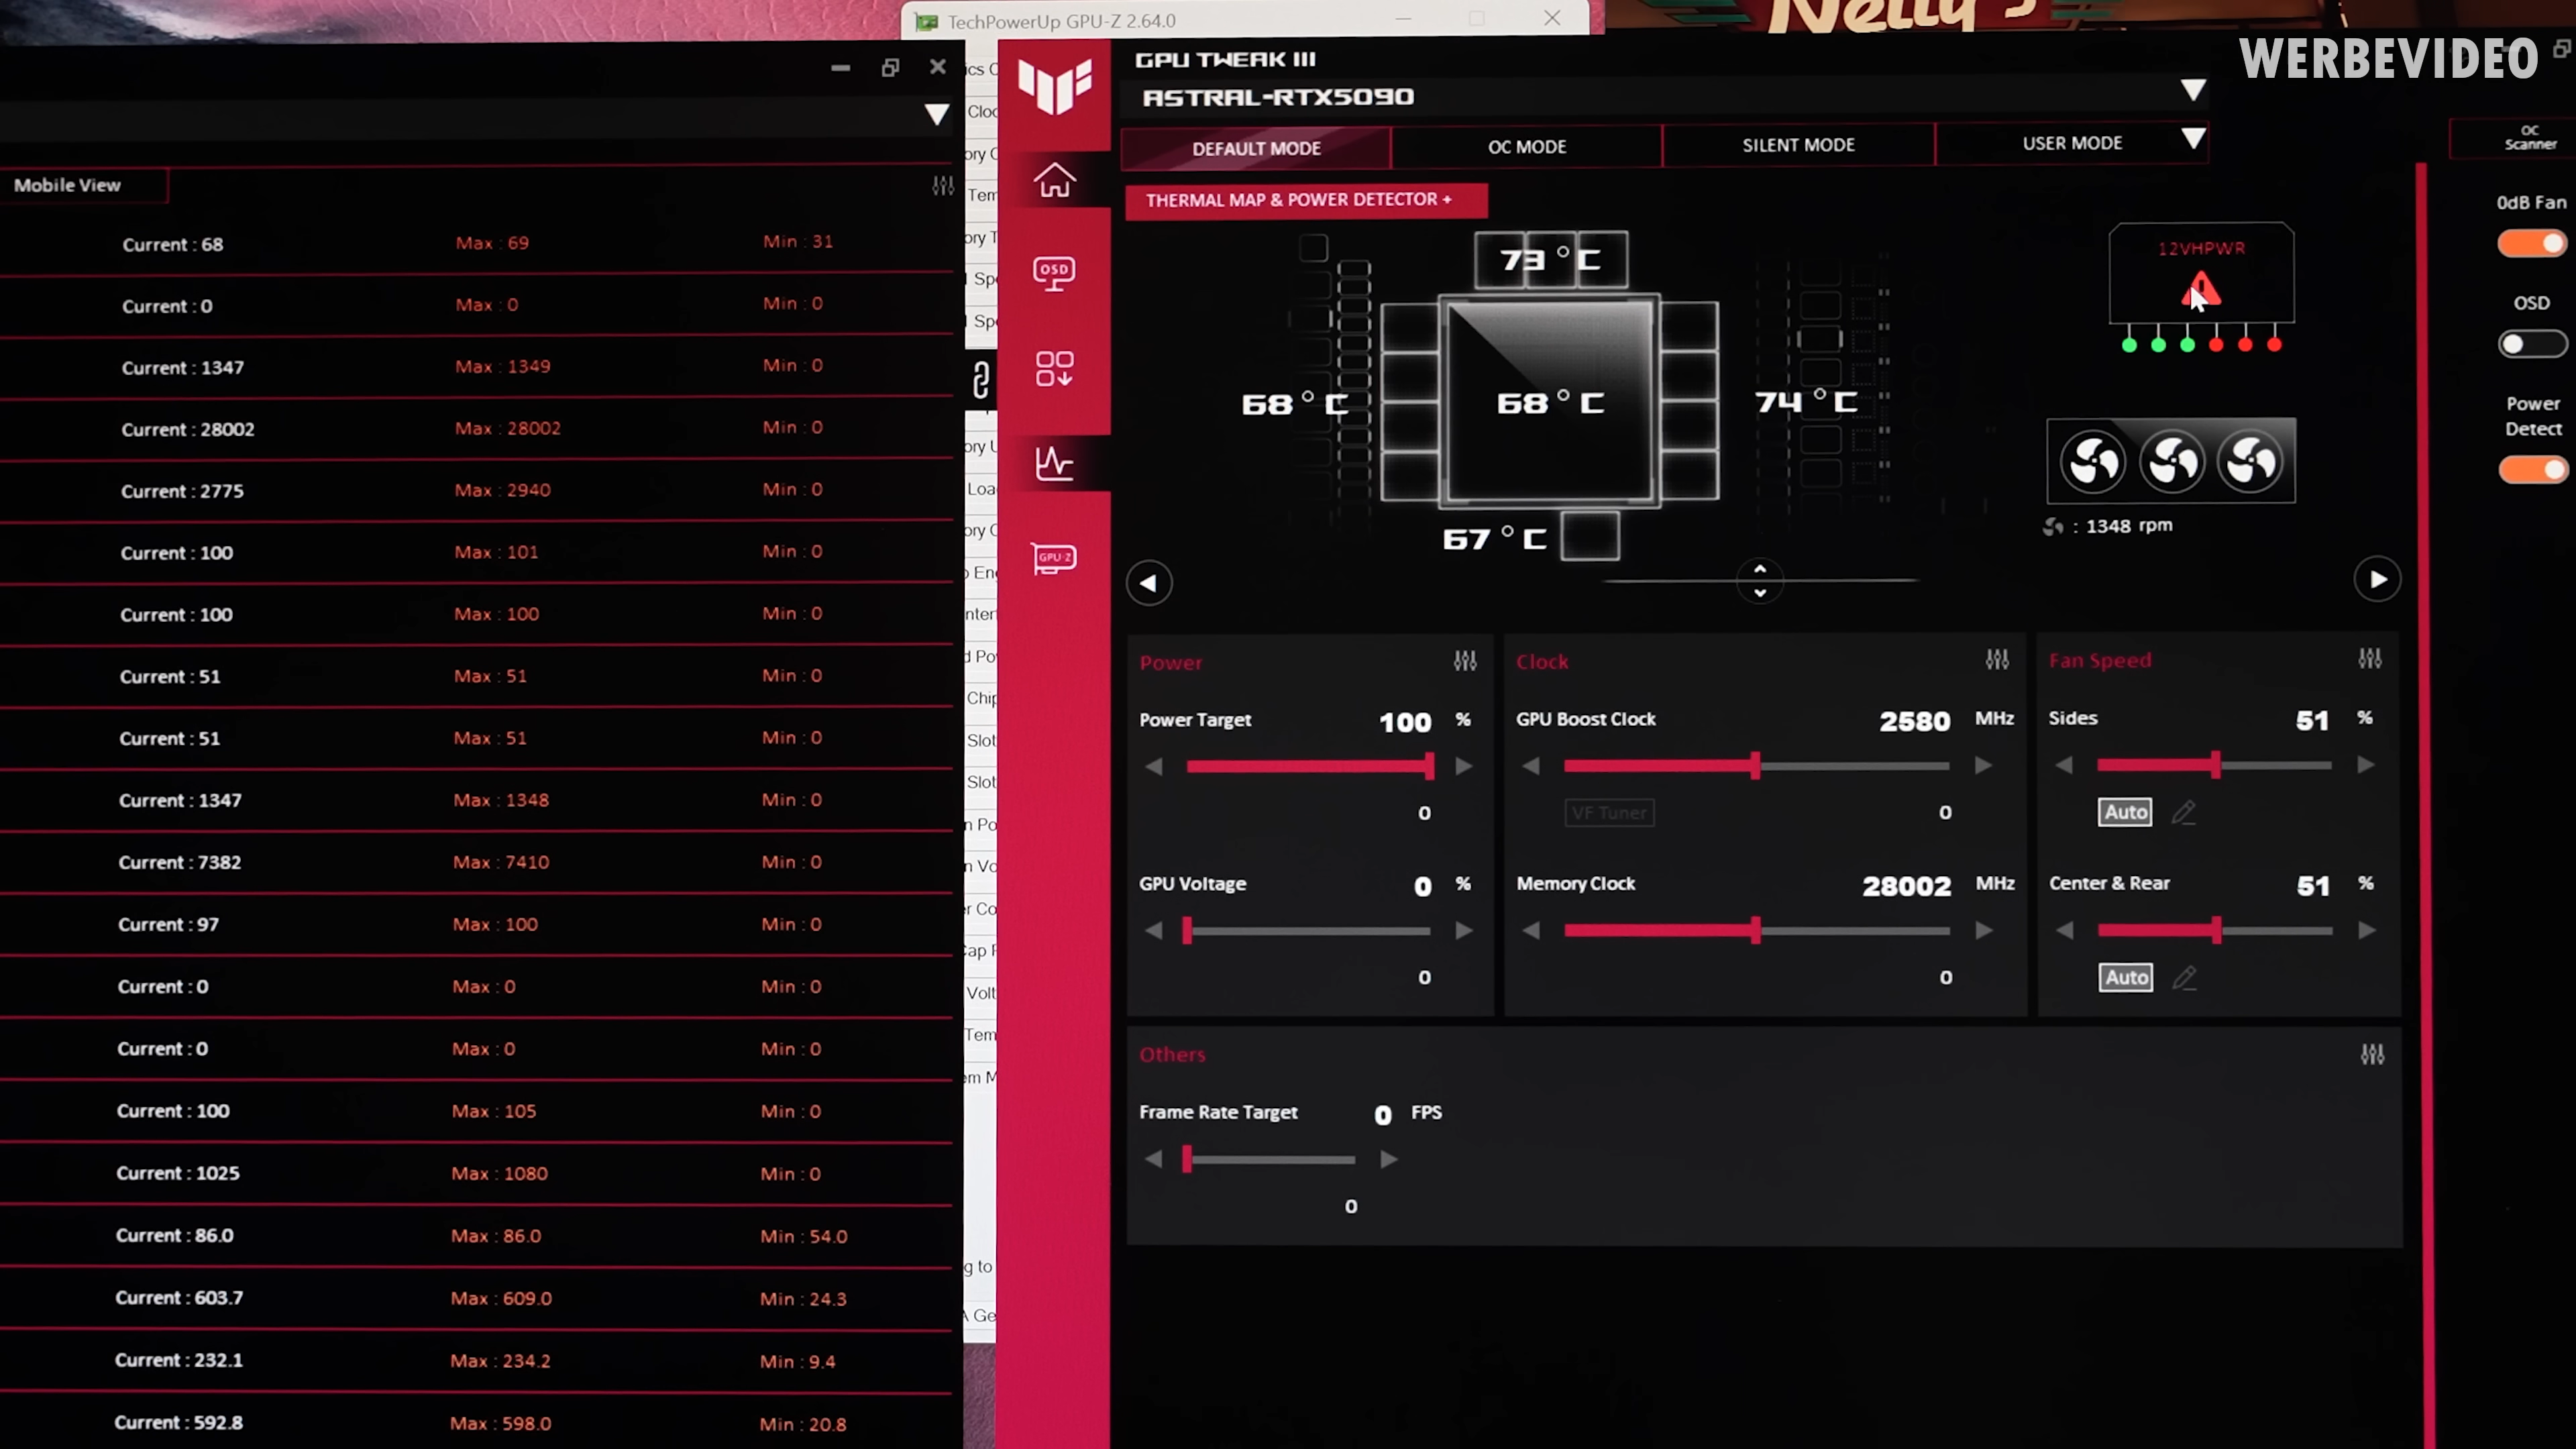 TechPowerUp GPU-Z 2.64.0
Nelly's
WERBEVIDEO
GPU TWEAK III
ASTRAL-RTX5090
DEFAULT MODE
OC MODE
SILENT MODE
USER MODE
OC
Scanner
THERMAL MAP & POWER DETECTOR +
Mobile View
Current : 68 Max : 69 Min : 31
Current : 0 Max : 0 Min : 0
Current : 1347 Max : 1349 Min : 0
Current : 28002 Max : 28002 Min : 0
Current : 2775 Max : 2940 Min : 0
Current : 100 Max : 101 Min : 0
Current : 100 Max : 100 Min : 0
Current : 51 Max : 51 Min : 0
Current : 51 Max : 51 Min : 0
Current : 1347 Max : 1348 Min : 0
Current : 7382 Max : 7410 Min : 0
Current : 97 Max : 100 Min : 0
Current : 0 Max : 0 Min : 0
Current : 0 Max : 0 Min : 0
Current : 100 Max : 105 Min : 0
Current : 1025 Max : 1080 Min : 0
Current : 86.0 Max : 86.0 Min : 54.0
Current : 603.7 Max : 609.0 Min : 24.3
Current : 232.1 Max : 234.2 Min : 9.4
Current : 592.8 Max : 598.0 Min : 20.8
OSD
GPU-Z
73 °C
68 °C
68 °C
74 °C
67 °C
12VHPWR
: 1348 rpm
0dB Fan
OSD
Power
Detect
Power
Power Target 100 %
0
GPU Voltage 0 %
0
Clock
GPU Boost Clock 2580 MHz
VF Tuner 0
Memory Clock 28002 MHz
0
Fan Speed
Sides 51 %
Auto
Center & Rear 51 %
Auto
Others
Frame Rate Target 0 FPS
0